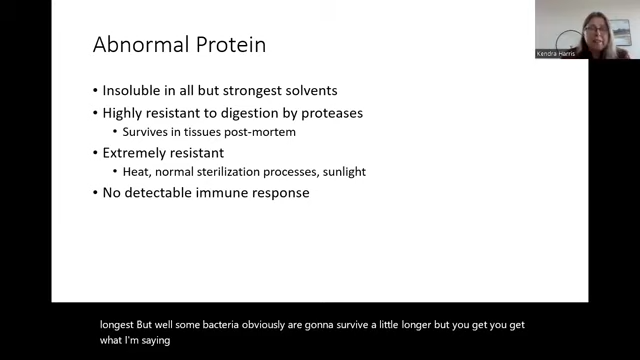 Abnormal Protein
Kendra Harris
• Insoluble in all but strongest solvents
• Highly resistant to digestion by proteases
• Survives in tissues post-mortem
• Extremely resistant
• Heat, normal sterilization processes, sunlight
• No detectable immune response
longest But well some bacteria obviously are gonna survive a little longer but you get you get
what I'm saying